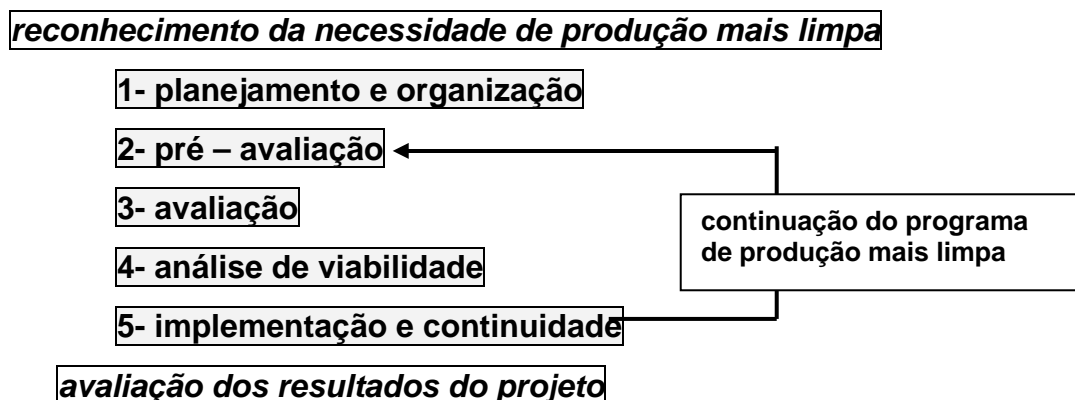 reconhecimento da necessidade de produção mais limpa
1- planejamento e organização
2- pré – avaliação
3- avaliação
continuação do programa
de produção mais limpa
4- análise de viabilidade
5- implementação e continuidade
avaliação dos resultados do projeto